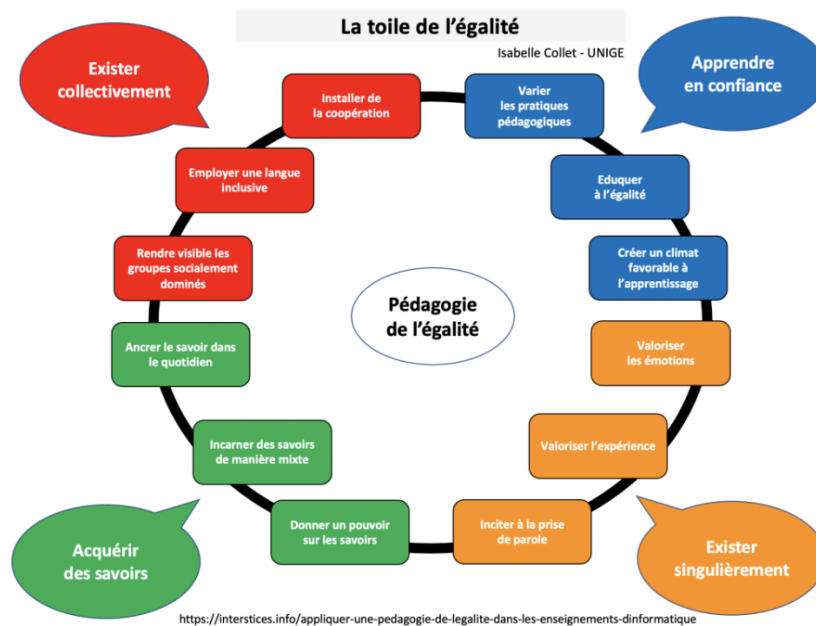 La toile de l'égalité
Isabelle Collet - UNIGE
Exister
collectivement
Apprendre
en confiance
Installer de
la coopération
Varier
les pratiques
pédagogiques
Employer une langue
inclusive
Eduquer
à l'égalité
Rendre visible les
groupes socialement
dominés
Créer un climat
favorable à
l'apprentissage
Pédagogie
de l'égalité
Ancrer le savoir dans
le quotidien
Valoriser
les émotions
Incarner des savoirs
de manière mixte
Valoriser l'expérience
Donner un pouvoir
sur les savoirs
Inciter à la prise
de parole
Acquérir
des savoirs
Exister
singulièrement
https://interstices.info/appliquer-une-pedagogie-de-legalite-dans-les-enseignements-dinformatique